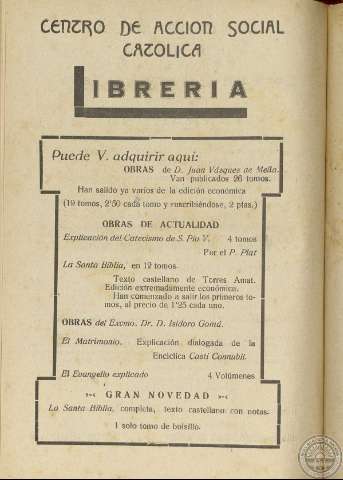 CENTRO DE ACCION SOCIAL
CATOLICA
LIBRERIA
Puede V. adquirir aquí:
OBRAS de D. Juan Vásques de Mella.
Van publicados 26 tomos.
Han salido ya varios de la edición económica
(19 tomos, 2'50 cada tomo y suscribiéndose, 2 ptas.)
OBRAS DE ACTUALIDAD
Explicación del Catecismo de S. Pío V. 4 tomos
Por el P. Plat
La Santa Biblia, en 12 tomos.
Texto castellano de Torres Amat.
Edición extremadamente económica.
Han comenzado a salir los primeros to-
mos, al precio de 1'25 cada uno.
OBRAS del Excmo. Dr. D. Isidoro Gomá.
El Matrimonio. Explicación dialogada de la
Encíclica Casti Connubii.
El Evangelio explicado 4 Volúmenes
GRAN NOVEDAD
La Santa Biblia, completa, texto castellano con notas.
1 solo tomo de bolsillo.